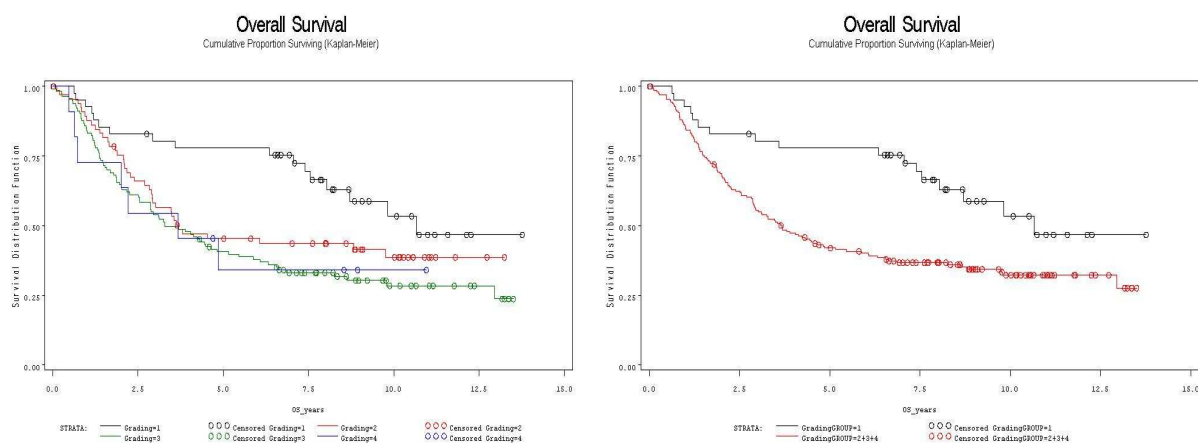 Overall Survival
Cumulative Proportion Surviving (Kaplan-Meier)
1.00
0.75
0.50
0.25
0.00
Survival Distribution Function
0.0 2.5 5.0 7.5 10.0 12.5 15.0
OS_years
STRATA: Grading=1 Censored Grading=1 Grading=2 Censored Grading=2
Grading=3 Censored Grading=3 Grading=4 Censored Grading=4
Overall Survival
Cumulative Proportion Surviving (Kaplan-Meier)
1.00
0.75
0.50
0.25
0.00
Survival Distribution Function
0.0 2.5 5.0 7.5 10.0 12.5 15.0
OS_years
STRATA: GradingGROUP=1 Censored GradingGROUP=1
GradingGROUP=2+3+4 Censored GradingGROUP=2+3+4